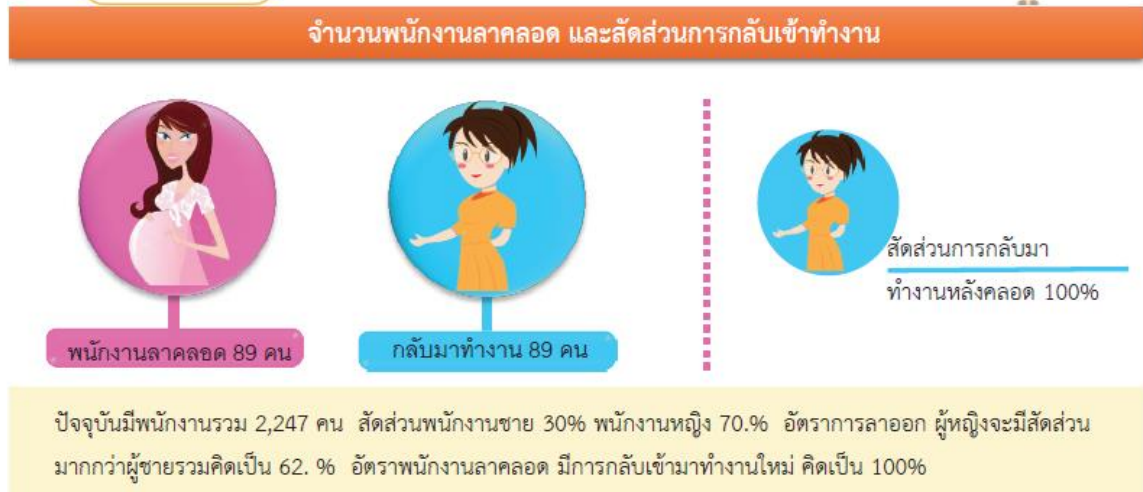 จำนวนพนักงานลาคลอด และสัดส่วนการกลับเข้าทำงาน
พนักงานลาคลอด 89 คน
กลับมาทำงาน 89 คน
สัดส่วนการกลับมา
ทำงานหลังคลอด 100%
ปัจจุบันมีพนักงานรวม 2,247 คน สัดส่วนพนักงานชาย 30% พนักงานหญิง 70.% อัตราการลาออก ผู้หญิงจะมีสัดส่วน
มากกว่าผู้ชายรวมคิดเป็น 62. % อัตราพนักงานลาคลอด มีการกลับเข้ามาทำงานใหม่ คิดเป็น 100%